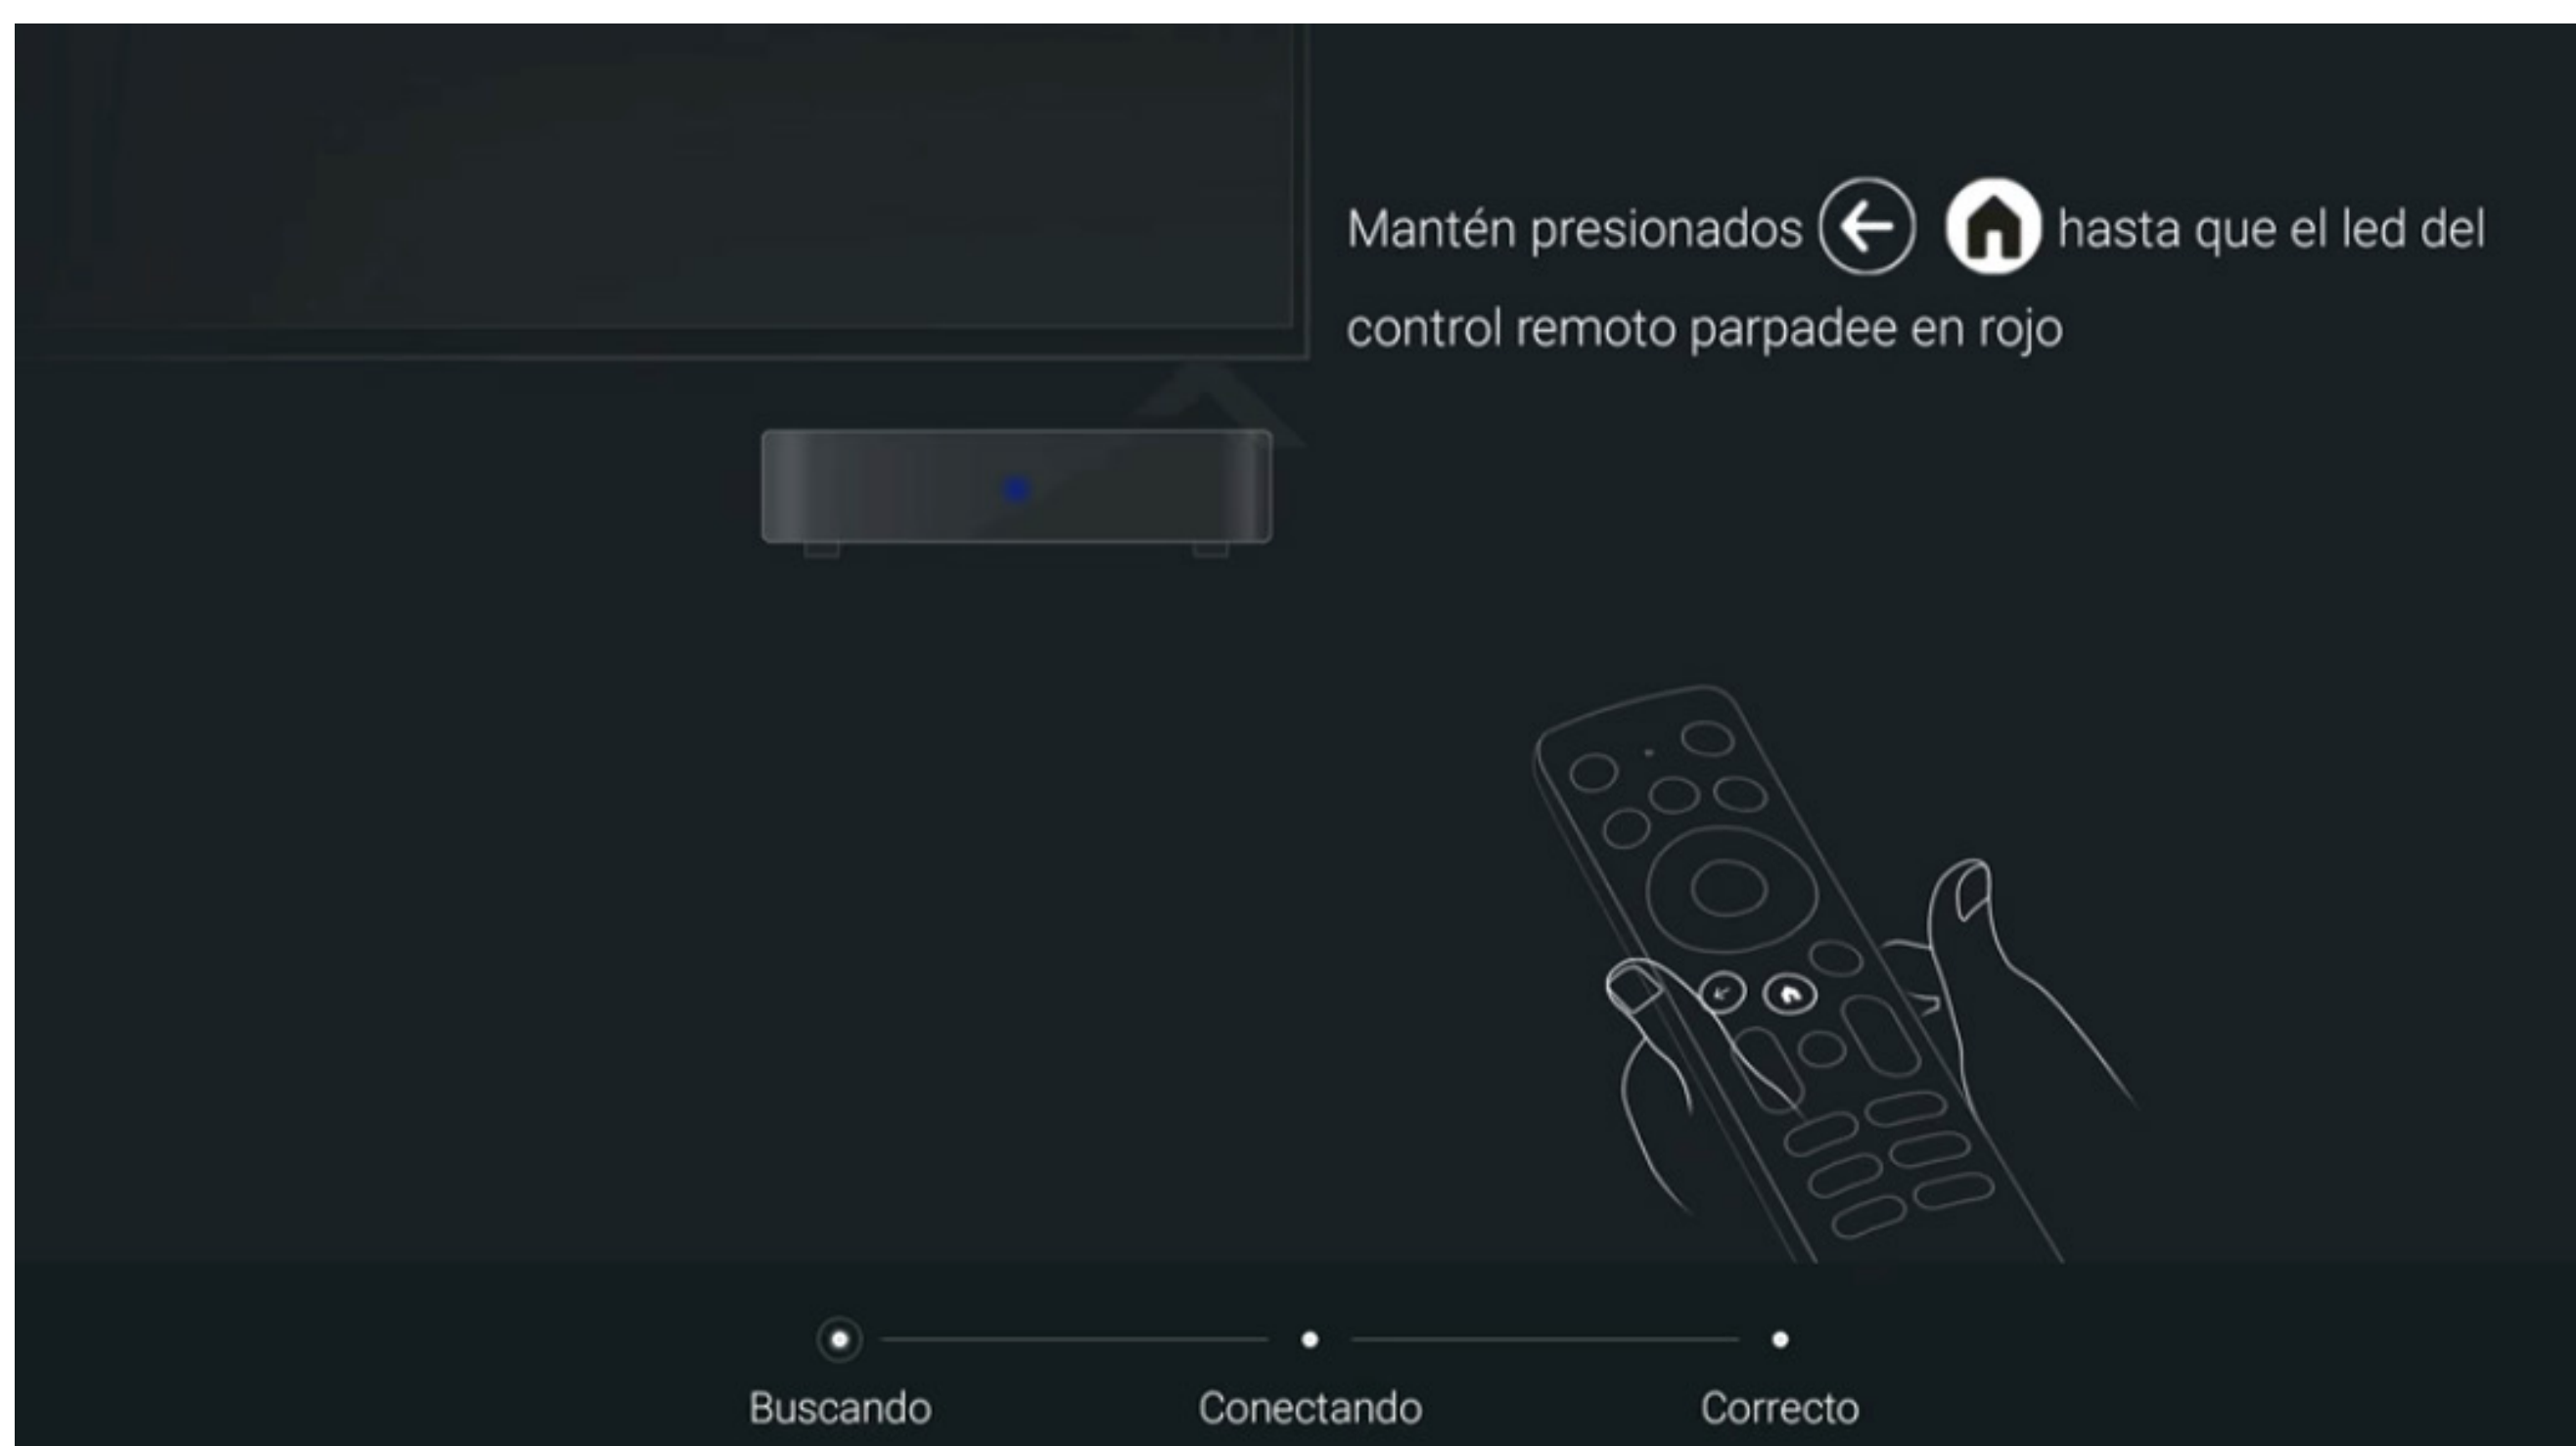 Mantén presionados hasta que el led del
control remoto parpadee en rojo
Buscando
Conectando
Correcto